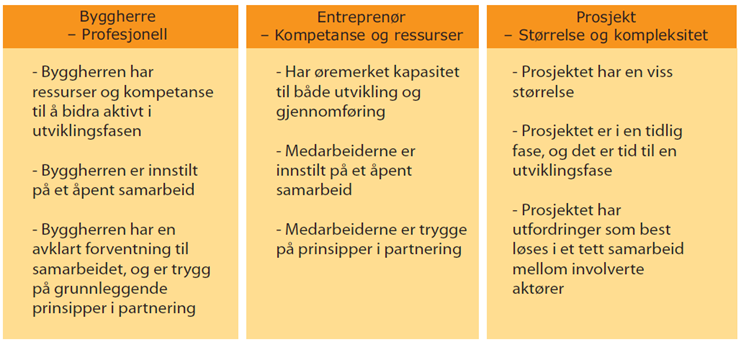 Byggherre
– Profesjonell
- Byggherren har
ressurser og kompetanse
til å bidra aktivt i
utviklingsfasen
- Byggherren er innstilt
på et åpent samarbeid
- Byggherren har en
avklart forventning til
samarbeidet, og er trygg
på grunnleggende
prinsipper i partnering
Entreprenør
– Kompetanse og ressurser
- Har øremerket kapasitet
til både utvikling og
gjennomføring
- Medarbeiderne er
innstilt på et åpent
samarbeid
- Medarbeiderne er trygge
på prinsipper i partnering
Prosjekt
– Størrelse og kompleksitet
- Prosjektet har en viss
størrelse
- Prosjektet er i en tidlig
fase, og det er tid til en
utviklingsfase
- Prosjektet har
utfordringer som best
løses i et tett samarbeid
mellom involverte
aktører